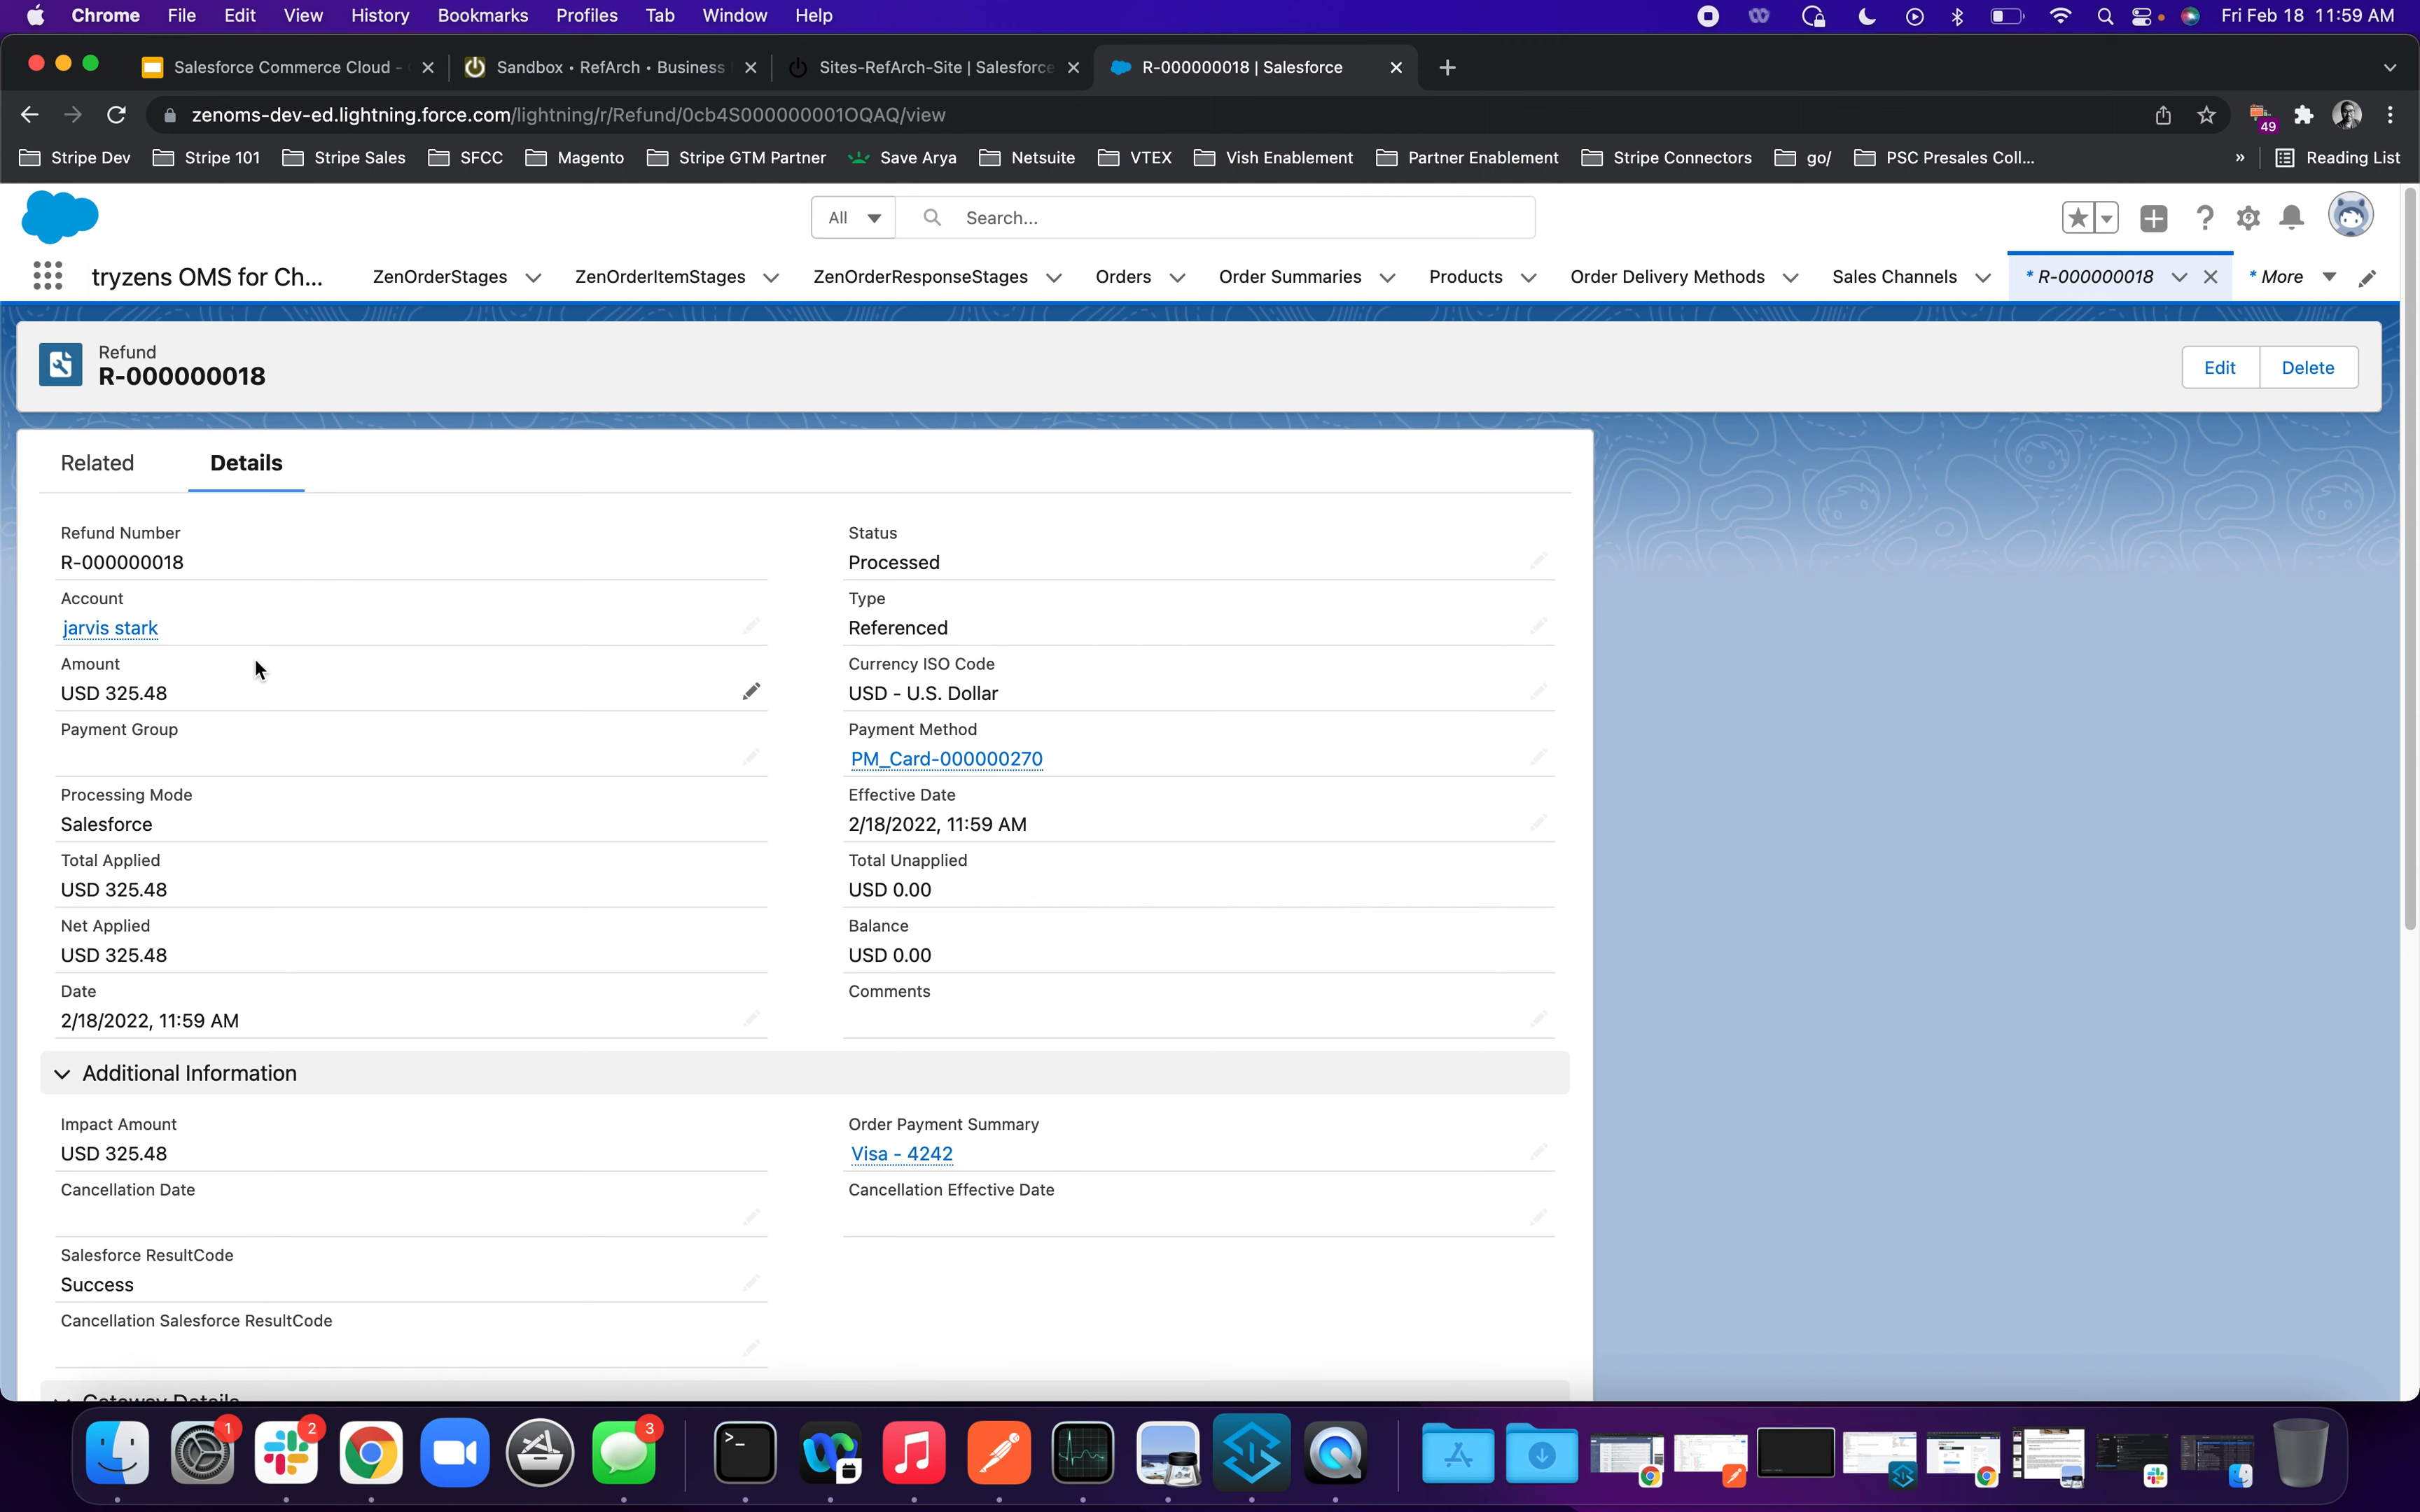 Chrome File Edit View History Bookmarks Profiles Tab Window Help Fri Feb 18 11:59 AM
Salesforce Commerce Cloud - Sandbox • RefArch • Business Sites-RefArch-Site | Salesforce R-000000018 | Salesforce
zenoms-dev-ed.lightning.force.com/lightning/r/Refund/0cb4S000000001OQAQ/view 49
Stripe Dev Stripe 101 Stripe Sales SFCC Magento Stripe GTM Partner Save Arya Netsuite VTEX Vish Enablement Partner Enablement Stripe Connectors go/ PSC Presales Coll... » Reading List
All Search...
tryzens OMS for Ch... ZenOrderStages ZenOrderItemStages ZenOrderResponseStages Orders Order Summaries Products Order Delivery Methods Sales Channels * R-000000018 * More
Refund
R-000000018
Edit Delete
Related Details
Refund Number
R-000000018
Status
Processed
Account
jarvis stark
Type
Referenced
Amount
USD 325.48
Currency ISO Code
USD - U.S. Dollar
Payment Group
Payment Method
PM_Card-000000270
Processing Mode
Salesforce
Effective Date
2/18/2022, 11:59 AM
Total Applied
USD 325.48
Total Unapplied
USD 0.00
Net Applied
USD 325.48
Balance
USD 0.00
Date
2/18/2022, 11:59 AM
Comments
Additional Information
Impact Amount
USD 325.48
Order Payment Summary
Visa - 4242
Cancellation Date
Cancellation Effective Date
Salesforce ResultCode
Success
Cancellation Salesforce ResultCode
Gateway Details
1 2 3